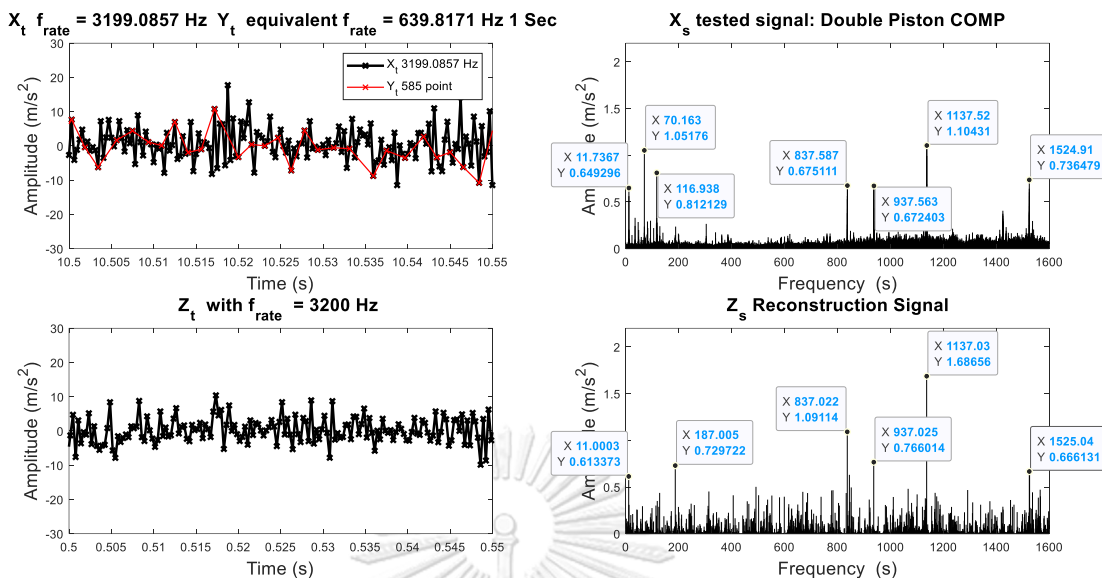 Xt frate = 3199.0857 Hz Yt equivalent frate = 639.8171 Hz 1 Sec
30
20
10
0
-10
-20
-30
Amplitude (m/s²)
Xt 3199.0857 Hz
Yt 585 point
10.5 10.505 10.51 10.515 10.52 10.525 10.53 10.535 10.54 10.545 10.55
Time (s)
Xs tested signal: Double Piston COMP
2
1.5
1
0.5
0
X 11.7367
Y 0.649296
X 70.163
Y 1.05176
X 116.938
Y 0.812129
X 837.587
Y 0.675111
X 937.563
Y 0.672403
X 1137.52
Y 1.10431
X 1524.91
Y 0.736479
0 200 400 600 800 1000 1200 1400 1600
Frequency (s)
Zt with frate = 3200 Hz
30
20
10
0
-10
-20
-30
Amplitude (m/s²)
0.5 0.505 0.51 0.515 0.52 0.525 0.53 0.535 0.54 0.545 0.55
Time (s)
Zs Reconstruction Signal
2
1.5
0.5
0
X 11.0003
Y 0.613373
X 187.005
Y 0.729722
X 837.022
Y 1.09114
X 937.025
Y 0.766014
X 1137.03
Y 1.68656
X 1525.04
Y 0.666131
0 200 400 600 800 1000 1200 1400 1600
Frequency (s)